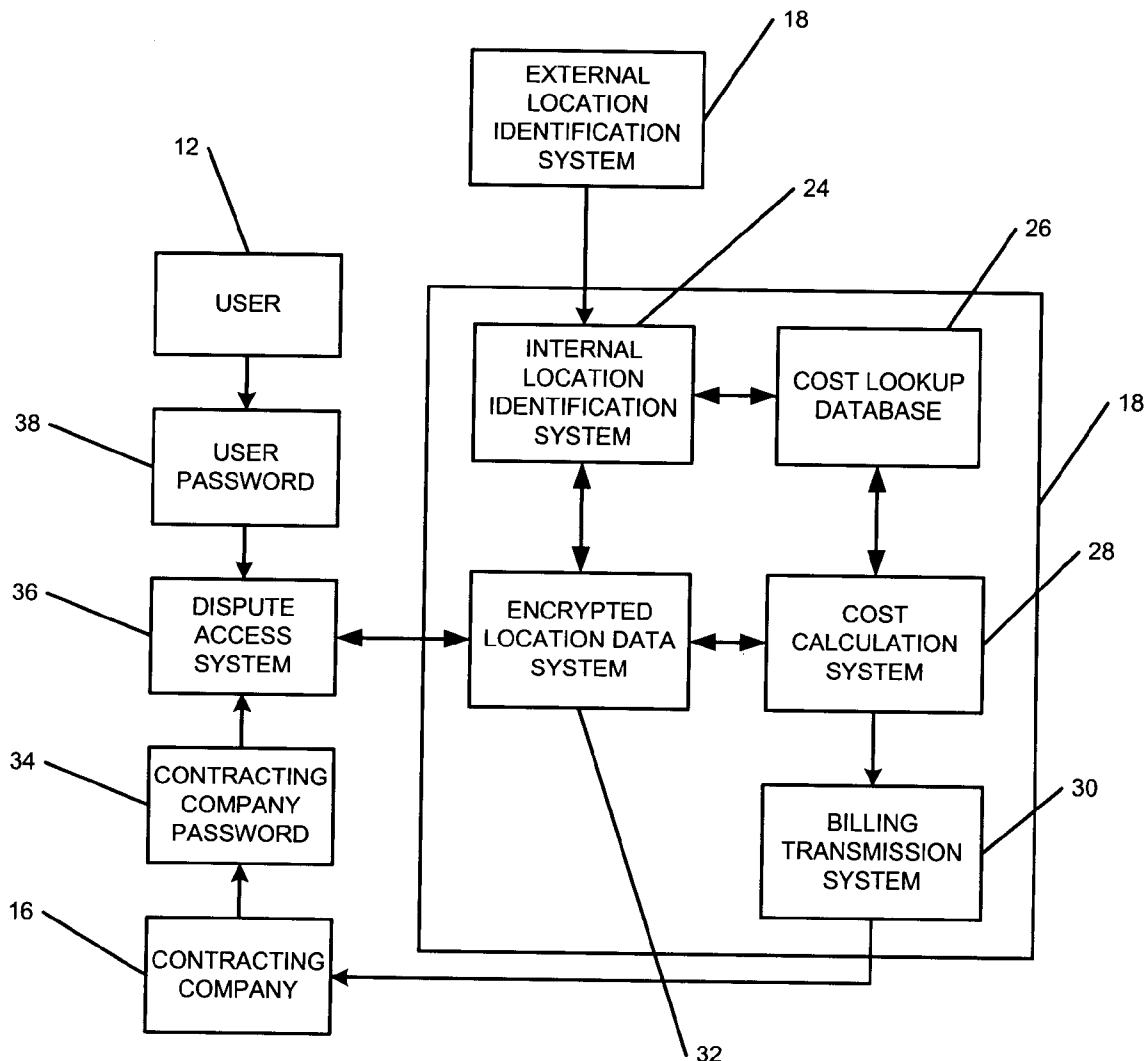 18
EXTERNAL
LOCATION
IDENTIFICATION
SYSTEM
12
24
26
USER
INTERNAL
LOCATION
IDENTIFICATION
SYSTEM
COST LOOKUP
DATABASE
18
38
USER
PASSWORD
36
DISPUTE
ACCESS
SYSTEM
ENCRYPTED
LOCATION DATA
SYSTEM
COST
CALCULATION
SYSTEM
28
34
CONTRACTING
COMPANY
PASSWORD
BILLING
TRANSMISSION
SYSTEM
30
16
CONTRACTING
COMPANY
32